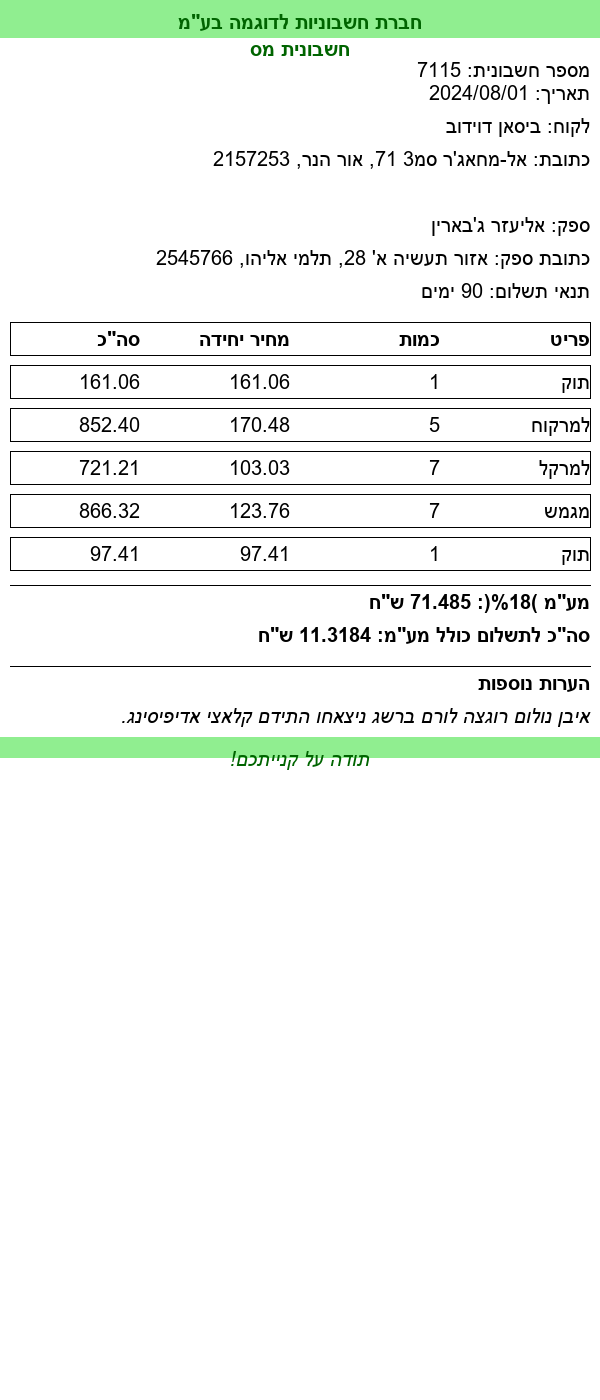 חברת חשבוניות לדוגמה בע"מ
חשבונית מס
מספר חשבונית: 7115
תאריך: 2024/08/01
לקוח: ביסאן דוידוב
כתובת: אל-מחאג'ר סמ3 71, אור הנר, 2157253
ספק: אליעזר ג'בארין
כתובת ספק: אזור תעשיה א' 28, תלמי אליהו, 2545766
תנאי תשלום: 90 ימים
פריט כמות מחיר יחידה סה"כ
תוק 1 161.06 161.06
למרקוח 5 170.48 852.40
למרקל 7 103.03 721.21
מגמש 7 123.76 866.32
תוק 1 97.41 97.41
מע"מ )18%(: 71.485 ש"ח
סה"כ לתשלום כולל מע"מ: 11.3184 ש"ח
הערות נוספות
איבן נולום רוגצה לורם ברשג ניצאחו התידם קלאצי אדיפיסינג.
תודה על קנייתכם!